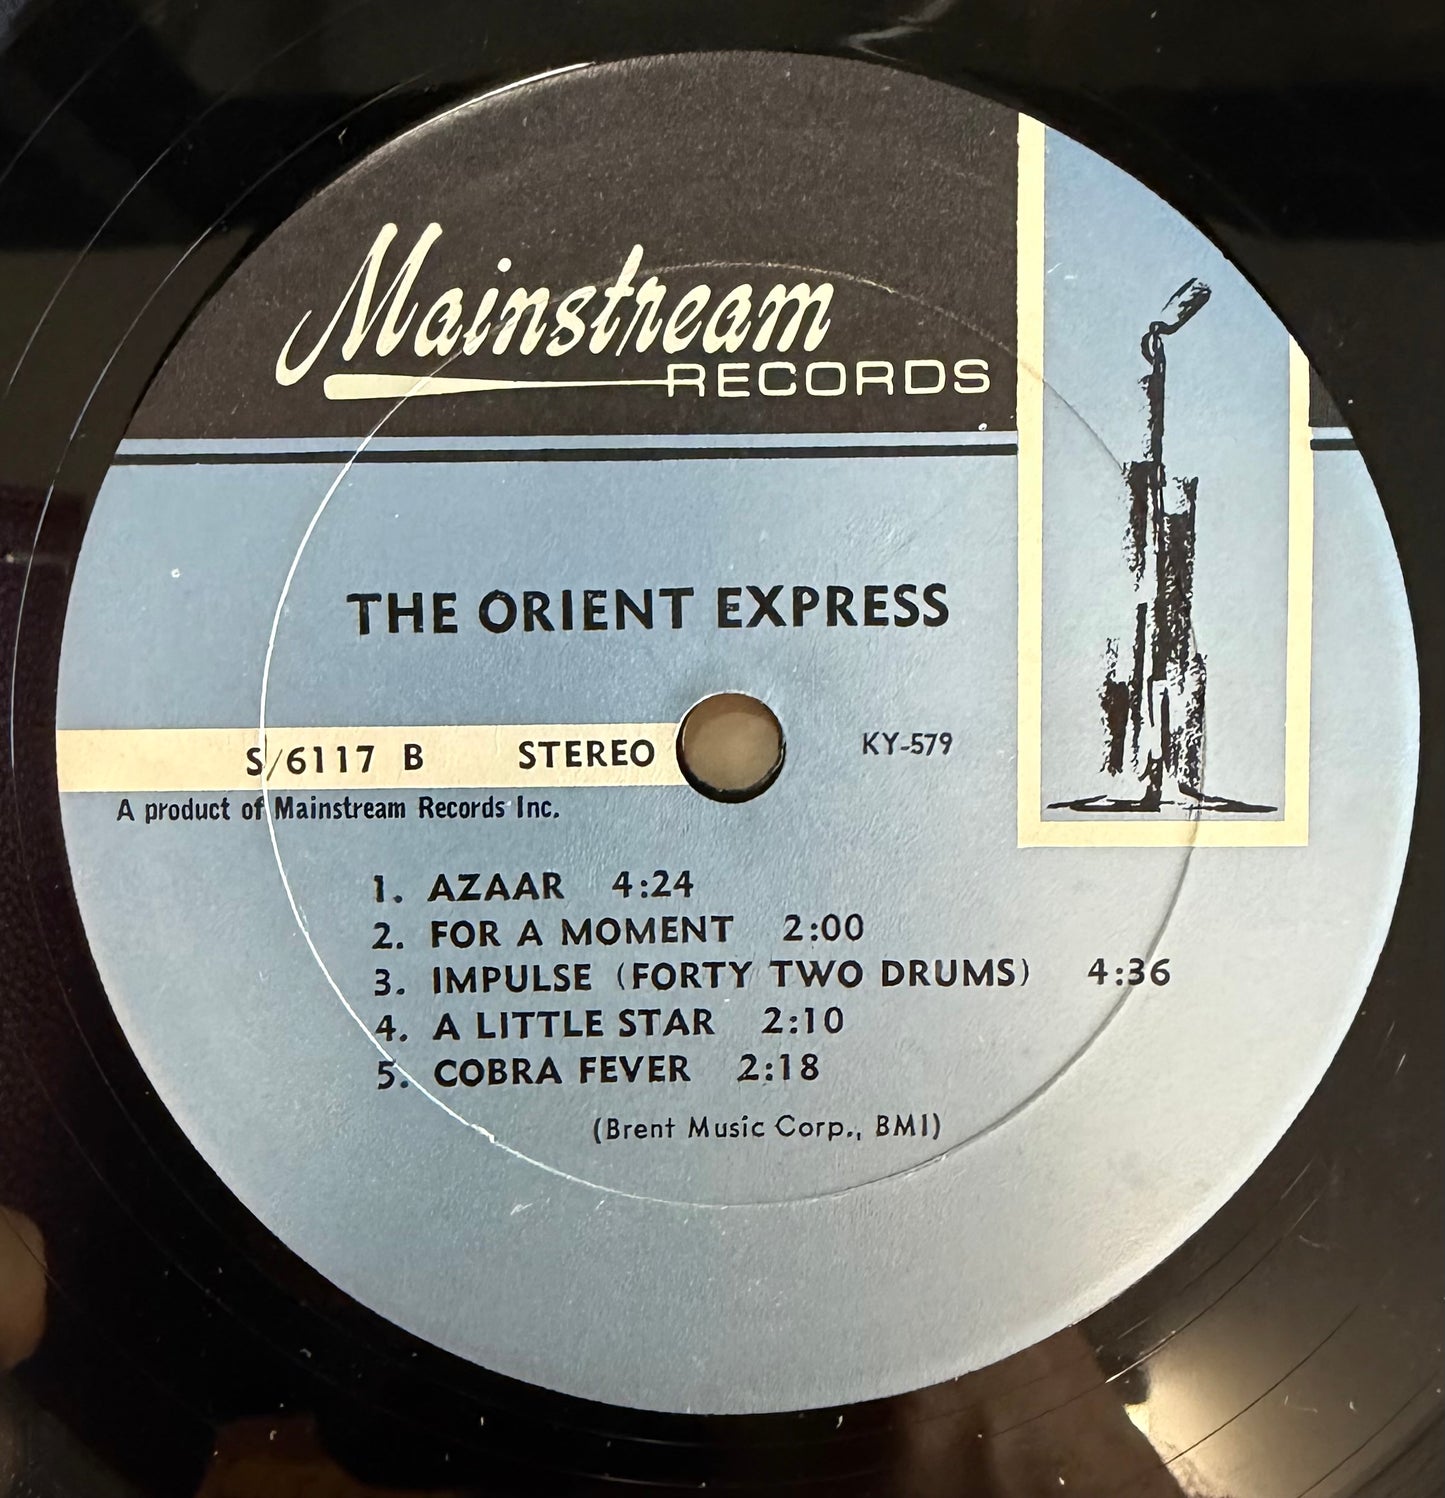 Mainstream
RECORDS
THE ORIENT EXPRESS
S/6117 B STEREO KY-579
A product of Mainstream Records Inc.
1. AZAAR 4:24
2. FOR A MOMENT 2:00
3. IMPULSE (FORTY TWO DRUMS) 4:36
4. A LITTLE STAR 2:10
5. COBRA FEVER 2:18
(Brent Music Corp., BMI)